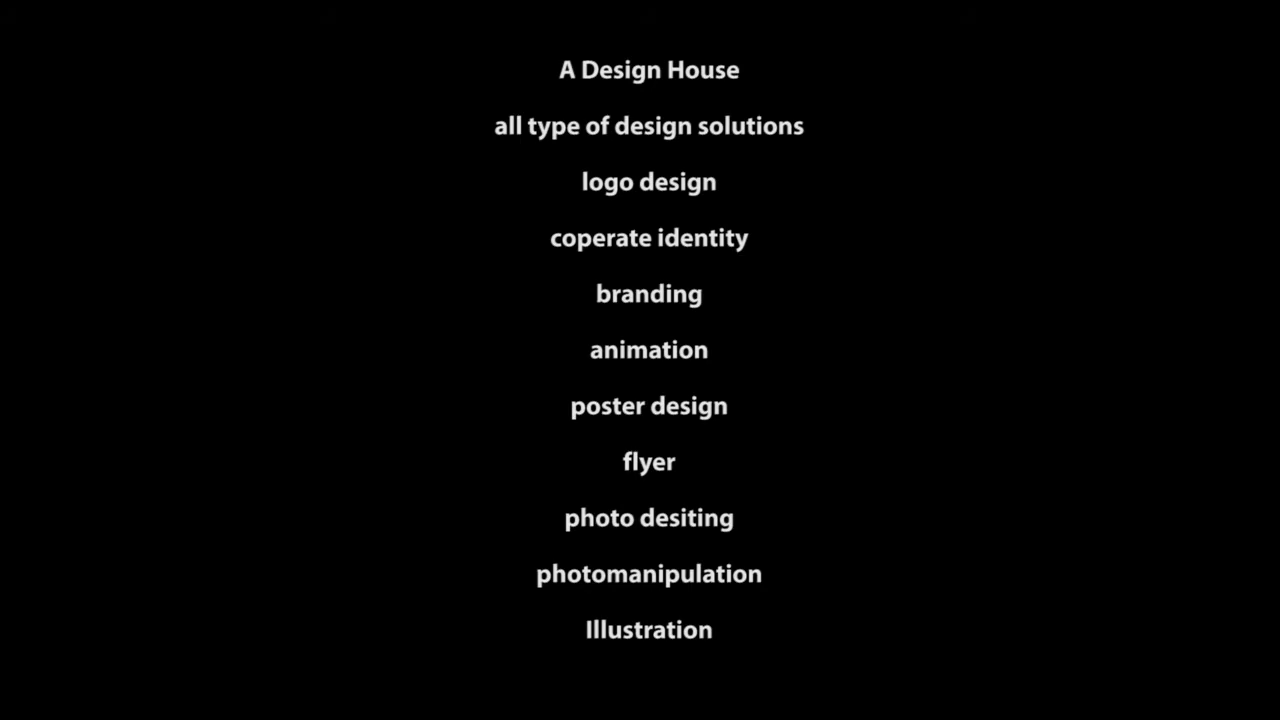 A Design House
all type of design solutions
logo design
coperate identity
branding
animation
poster design
flyer
photo desiting
photomanipulation
Illustration